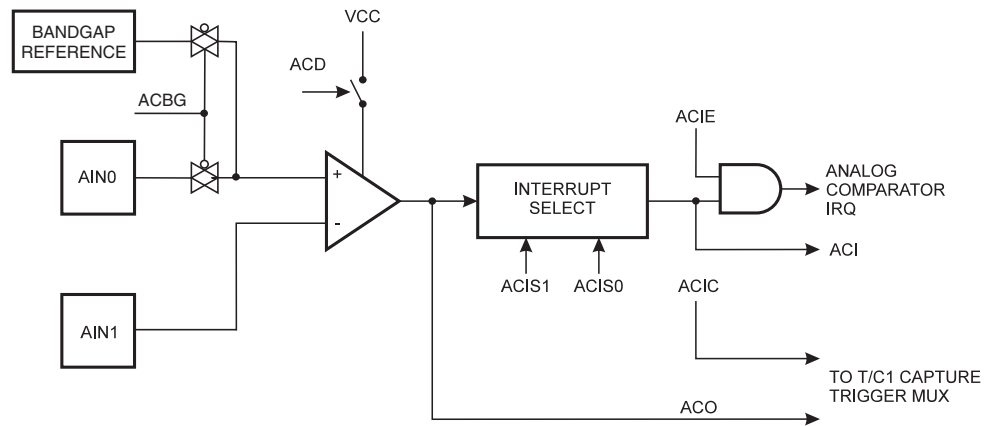 BANDGAP
REFERENCE
VCC
ACD
ACBG
ACIE
AIN0
+
-
INTERRUPT
SELECT
ANALOG
COMPARATOR
IRQ
ACI
ACIS1
ACIS0
ACIC
AIN1
TO T/C1 CAPTURE
TRIGGER MUX
ACO